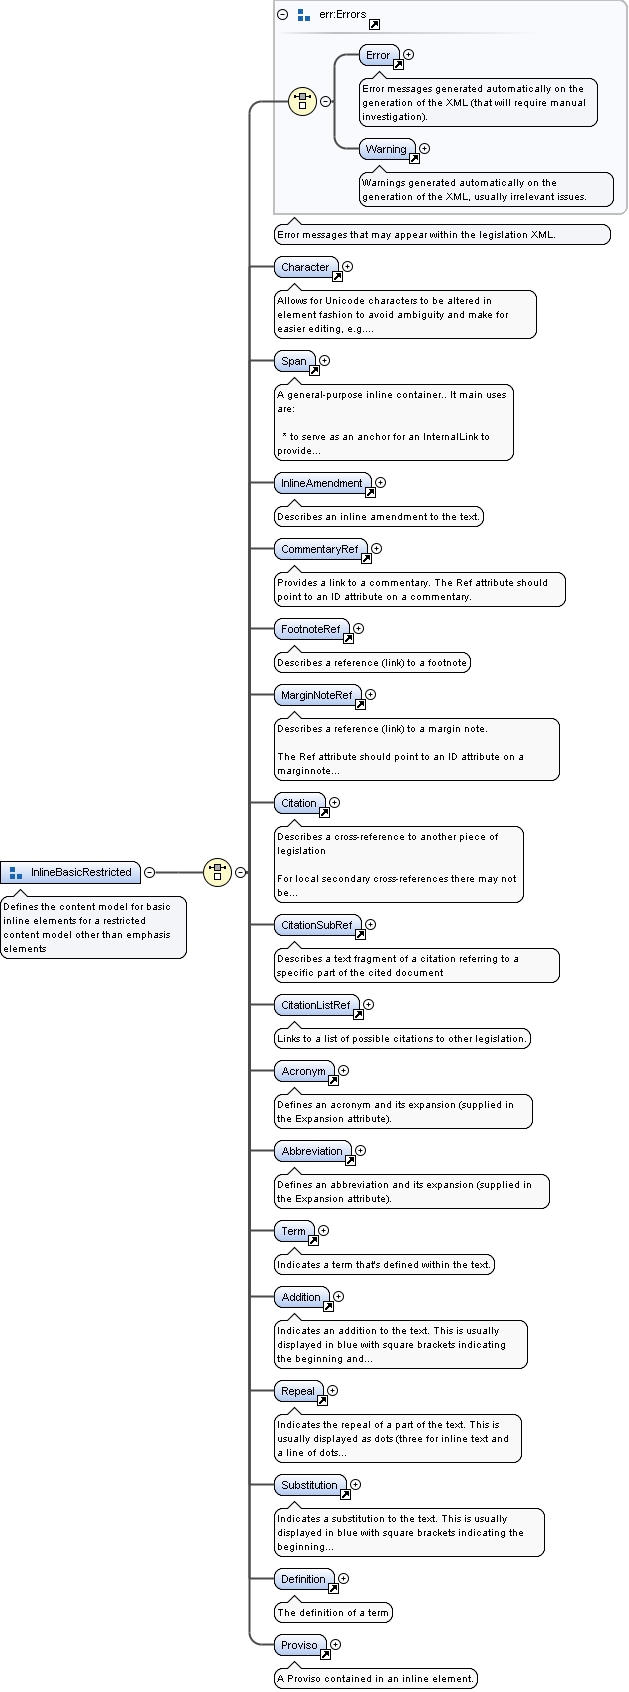 err:Errors
Error
Error messages generated automatically on the
generation of the XML (that will require manual
investigation).
Warning
Warnings generated automatically on the
generation of the XML, usually irrelevant issues.
Error messages that may appear within the legislation XML.
Character
Allows for Unicode characters to be altered in
element fashion to avoid ambiguity and make for
easier editing, e.g....
Span
A general-purpose inline container.. It main uses
are:
* to serve as an anchor for an InternalLink to
provide...
InlineAmendment
Describes an inline amendment to the text.
CommentaryRef
Provides a link to a commentary. The Ref attribute should
point to an ID attribute on a commentary.
FootnoteRef
Describes a reference (link) to a footnote
MarginNoteRef
Describes a reference (link) to a margin note.
The Ref attribute should point to an ID attribute on a
marginnote...
Citation
Describes a cross-reference to another piece of
legislation
For local secondary cross-references there may not
be...
InlineBasicRestricted
Defines the content model for basic
inline elements for a restricted
content model other than emphasis
elements
CitationSubRef
Describes a text fragment of a citation referring to a
specific part of the cited document
CitationListRef
Links to a list of possible citations to other legislation.
Acronym
Defines an acronym and its expansion (supplied in
the Expansion attribute).
Abbreviation
Defines an abbreviation and its expansion (supplied in
the Expansion attribute).
Term
Indicates a term that's defined within the text.
Addition
Indicates an addition to the text. This is usually
displayed in blue with square brackets indicating
the beginning and...
Repeal
Indicates the repeal of a part of the text. This is
usually displayed as dots (three for inline text and
a line of dots...
Substitution
Indicates a substitution to the text. This is usually
displayed in blue with square brackets indicating the
beginning...
Definition
The definition of a term
Proviso
A Proviso contained in an inline element.